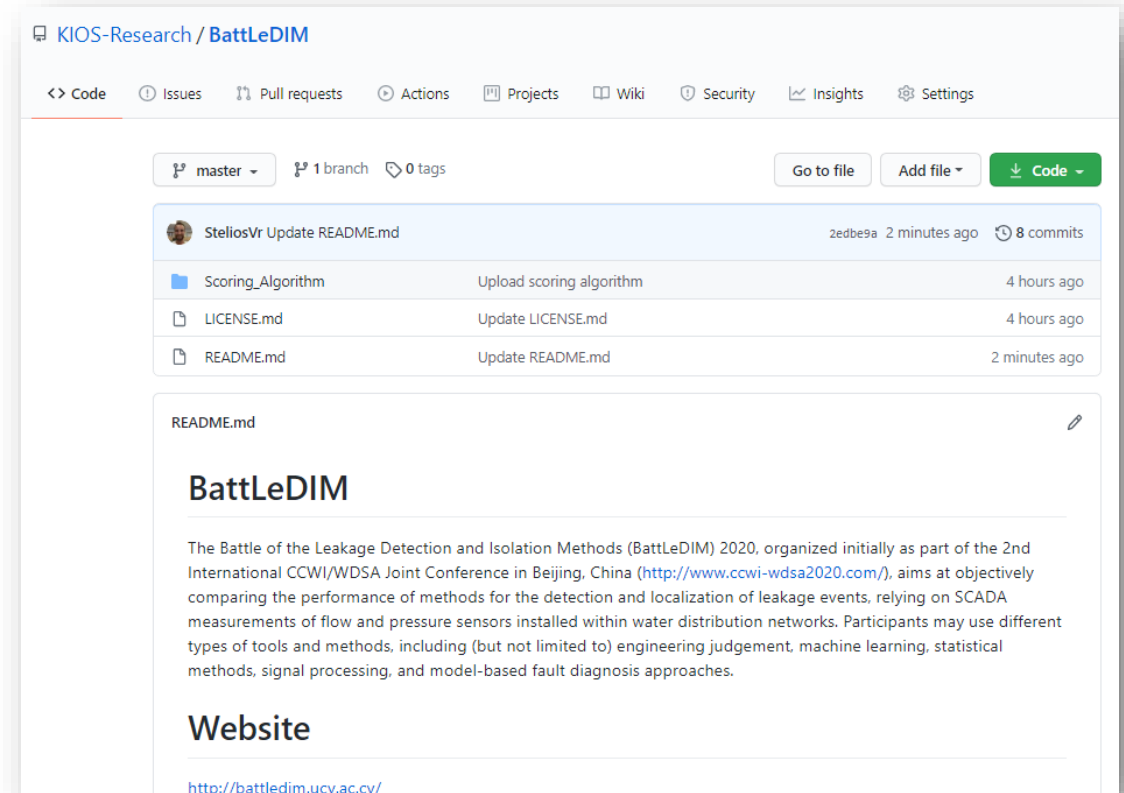 KIOS-Research / BattLeDIM
<> Code Issues Pull requests Actions Projects Wiki Security Insights Settings
master 1 branch 0 tags Go to file Add file Code
SteliosVr Update README.md 2edbe9a 2 minutes ago 8 commits
Scoring_Algorithm Upload scoring algorithm 4 hours ago
LICENSE.md Update LICENSE.md 4 hours ago
README.md Update README.md 2 minutes ago
README.md
BattLeDIM
The Battle of the Leakage Detection and Isolation Methods (BattLeDIM) 2020, organized initially as part of the 2nd
International CCWI/WDSA Joint Conference in Beijing, China (http://www.ccwi-wdsa2020.com/), aims at objectively
comparing the performance of methods for the detection and localization of leakage events, relying on SCADA
measurements of flow and pressure sensors installed within water distribution networks. Participants may use different
types of tools and methods, including (but not limited to) engineering judgement, machine learning, statistical
methods, signal processing, and model-based fault diagnosis approaches.
Website
http://battledim.ucy.ac.cy/